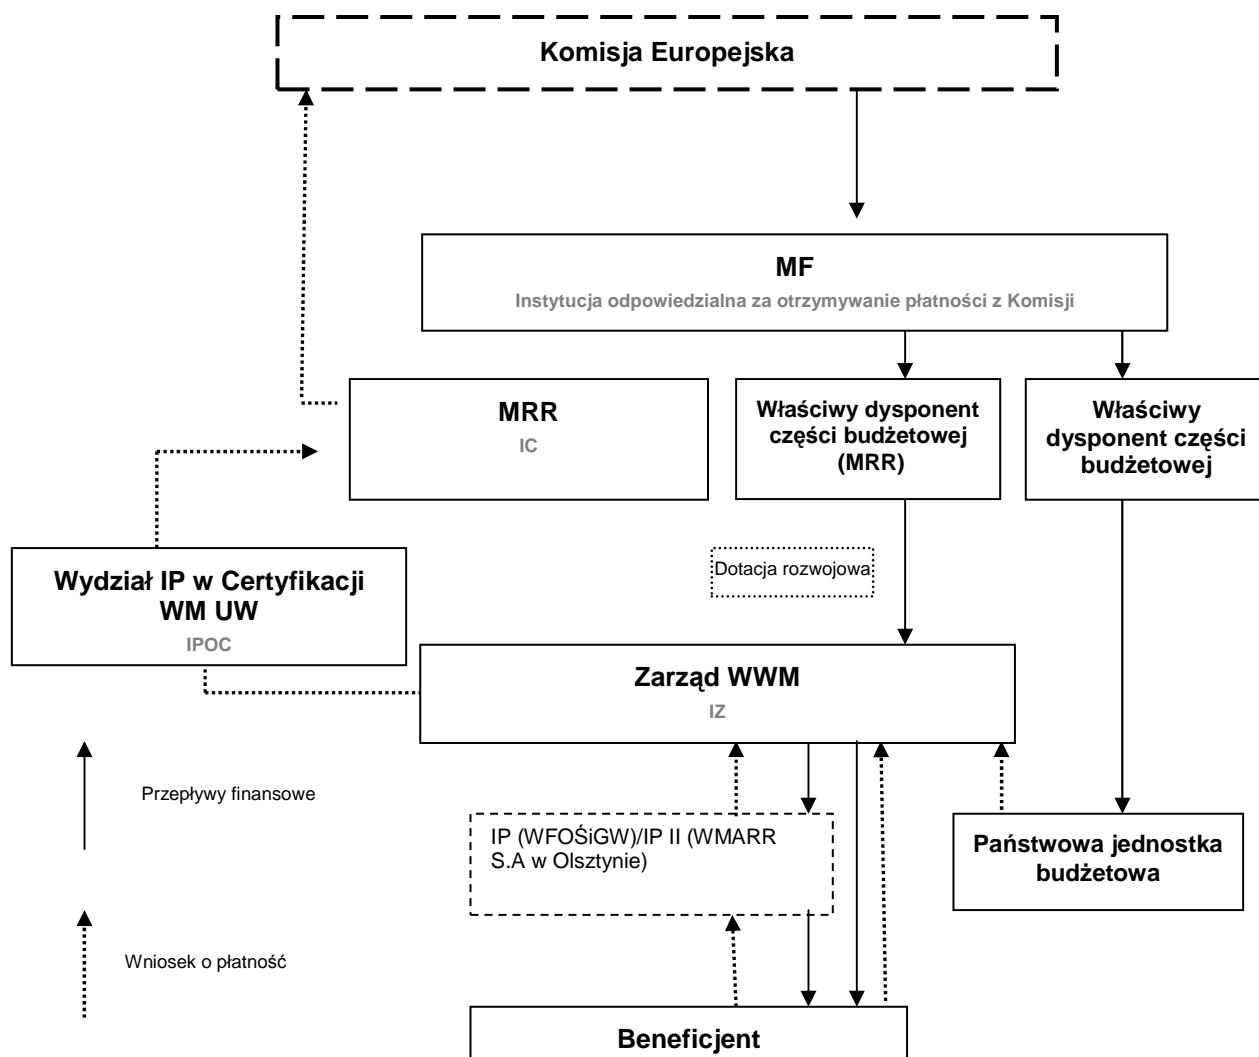 Komisja Europejska
MF
Instytucja odpowiedzialna za otrzymywanie płatności z Komisji
MRR
IC
Właściwy dysponent
części budżetowej
(MRR)
Właściwy
dysponent części
budżetowej
Wydział IP w Certyfikacji
WM UW
IPOC
Dotacja rozwojowa
Zarząd WWM
IZ
Przepływy finansowe
IP (WFOŚiGW)/IP II (WMARR
S.A w Olsztynie)
Państwowa jednostka
budżetowa
Wniosek o płatność
Beneficjent